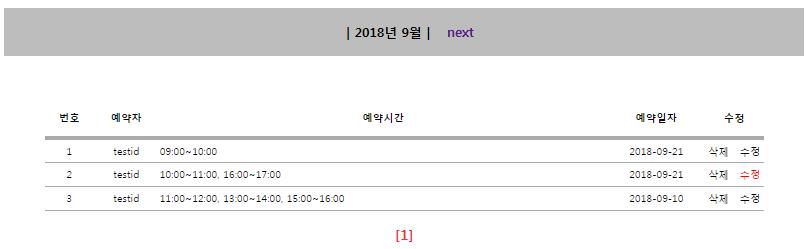 | 2018년 9월 | next
번호 예약자 예약시간 예약일자 수정
1 testid 09:00~10:00 2018-09-21 삭제 수정
2 testid 10:00~11:00, 16:00~17:00 2018-09-21 삭제 수정
3 testid 11:00~12:00, 13:00~14:00, 15:00~16:00 2018-09-10 삭제 수정
[1]